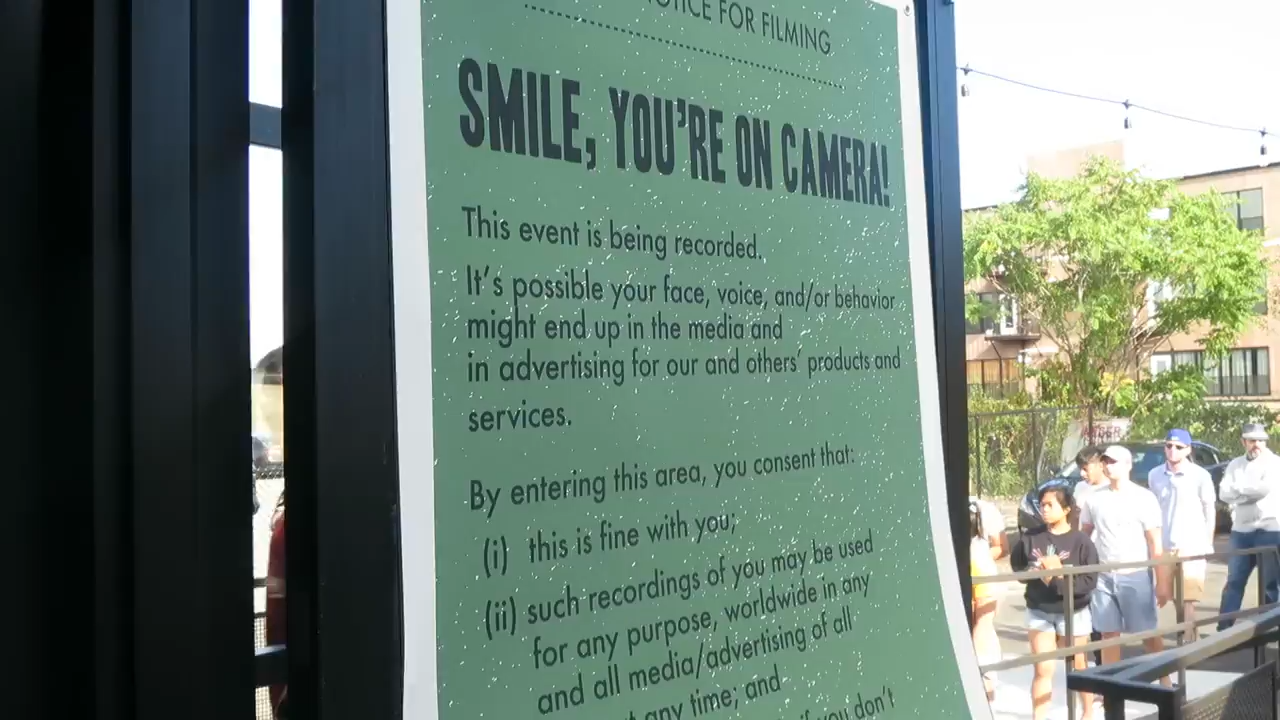 FOR FILMING
SMILE, YOU'RE ON CAMERA!
This event is being recorded.
It's possible your face, voice, and/or behavior
might end up in the media and
in advertising for our and others' products and
services.
By entering this area, you consent that:
(i) this is fine with you;
(ii) such recordings of you may be used
for any purpose, worldwide in any
and all media/advertising of all
any time; and
you don't